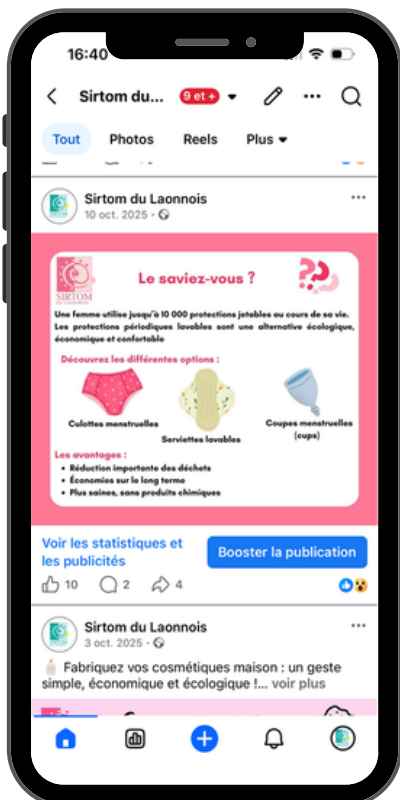 16:40
Sirtom du...
9 et +
Tout
Photos
Reels
Plus
Sirtom du Laonnois
10 oct. 2025
SIRTOM
Le saviez-vous ?
???
Une femme utilise jusqu'à 10 000 protections jetables au cours de sa vie.
Les protections périodiques lavables sont une alternative écologique,
économique et confortable
Découvrez les différentes options :
Culottes menstruelles
Serviettes lavables
Coupes menstruelles
(cups)
Les avantages :
• Réduction importante des déchets
• Économies sur le long terme
• Plus saines, sans produits chimiques
Voir les statistiques et
les publicités
Booster la publication
10
2
4
Sirtom du Laonnois
3 oct. 2025
Fabriquez vos cosmétiques maison : un geste
simple, économique et écologique !... voir plus